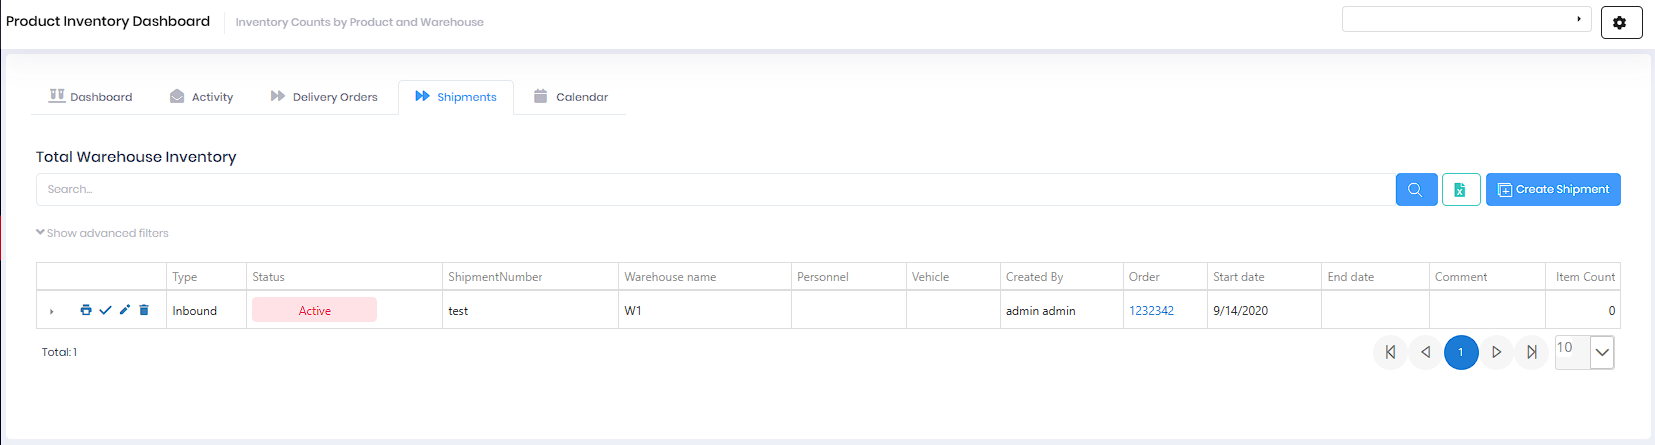 Product Inventory Dashboard Inventory Counts by Product and Warehouse
Dashboard Activity Delivery Orders Shipments Calendar
Total Warehouse Inventory
Search... Create Shipment
Show advanced filters
Type Status ShipmentNumber Warehouse name Personnel Vehicle Created By Order Start date End date Comment Item Count
Inbound Active test W1 admin admin 1232342 9/14/2020 0
Total: 1 1 10